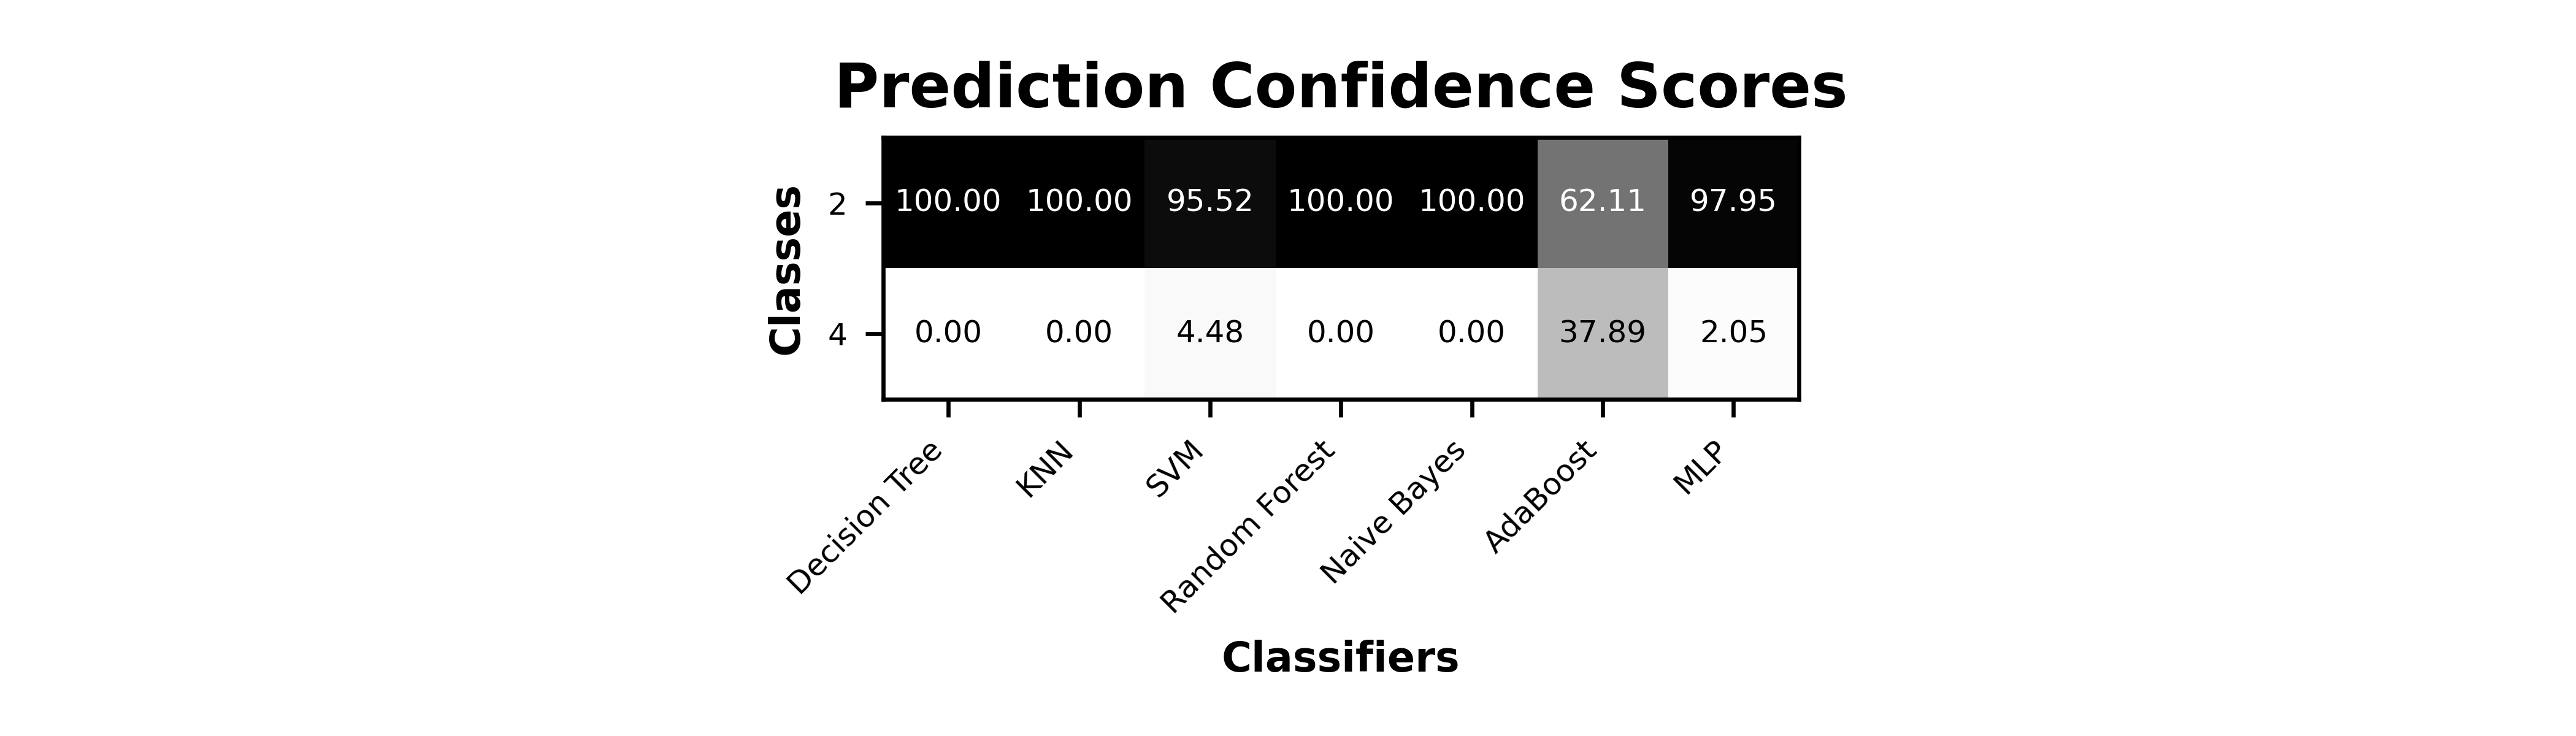 Prediction Confidence Scores
Classes
2 100.00 100.00 95.52 100.00 100.00 62.11 97.95
4 0.00 0.00 4.48 0.00 0.00 37.89 2.05
Decision Tree KNN SVM Random Forest Naive Bayes AdaBoost MLP
Classifiers